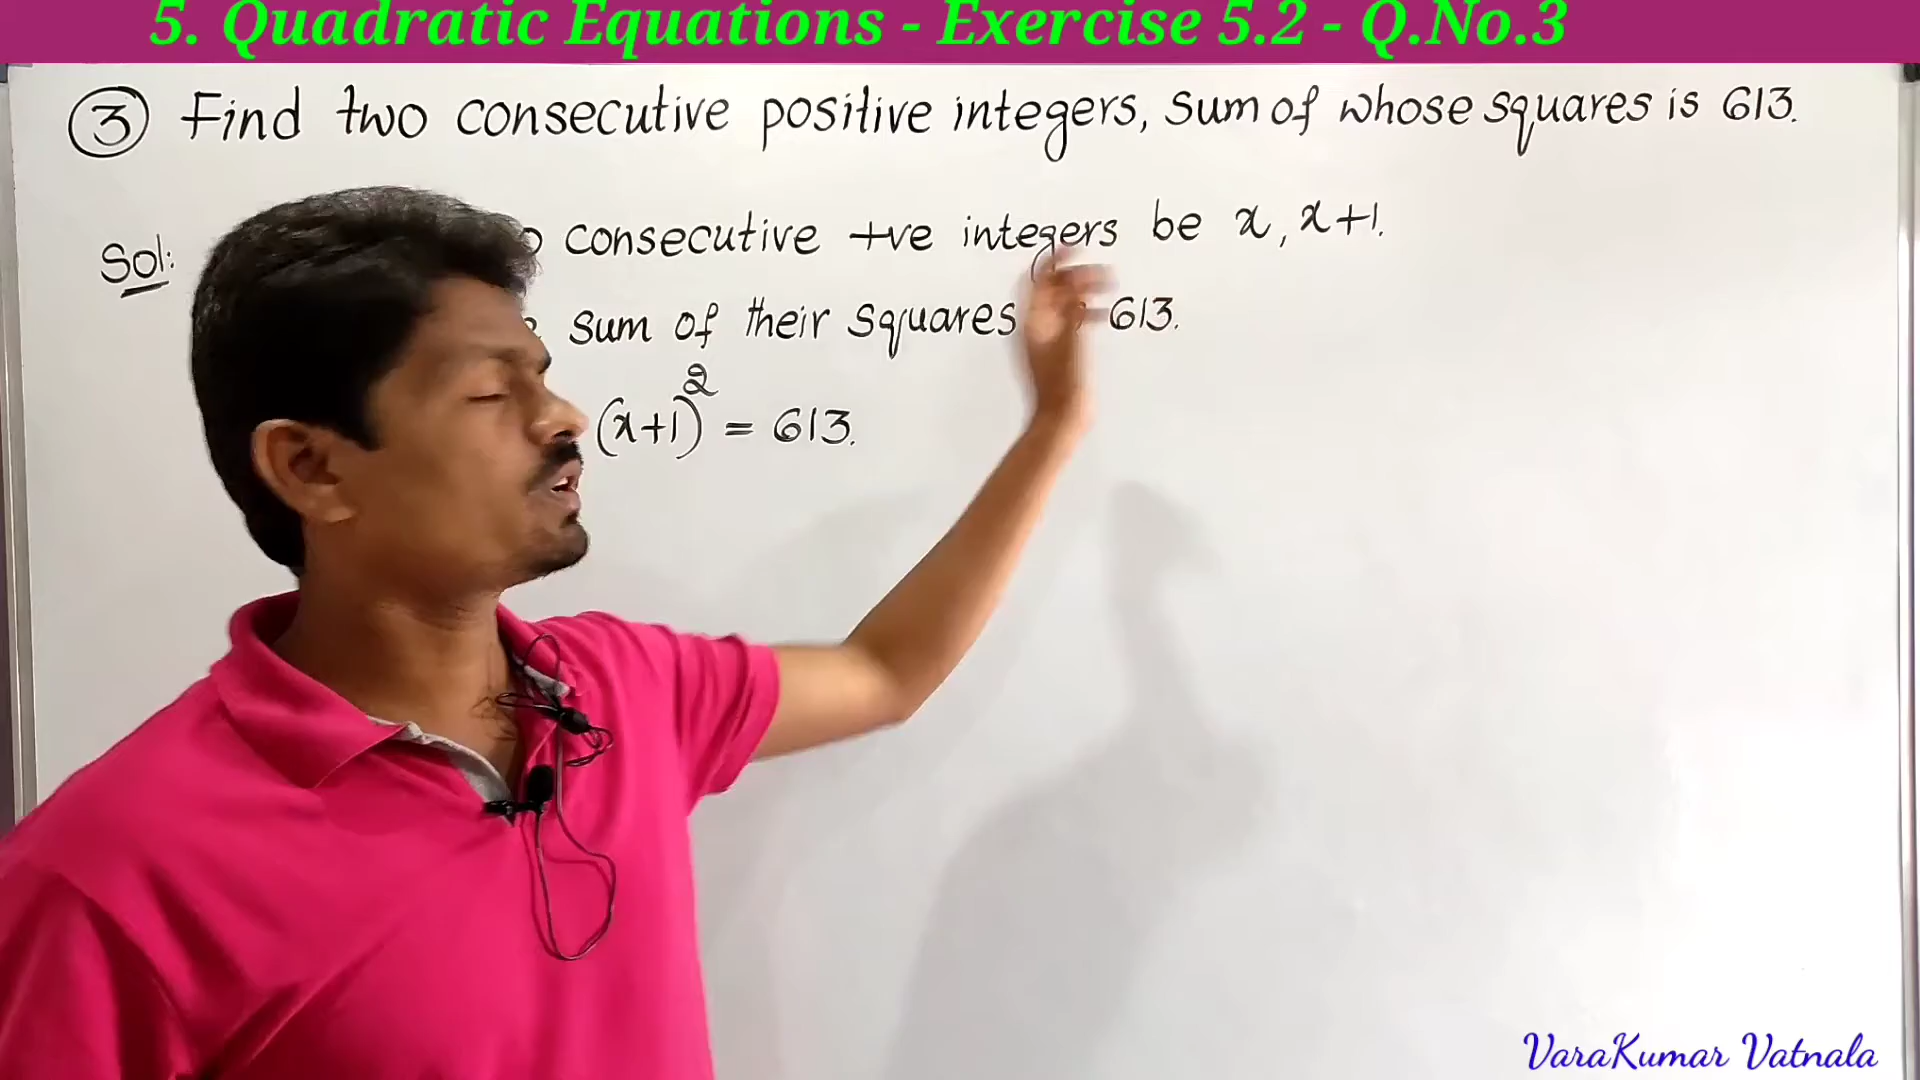 5. Quadratic Equations - Exercise 5.2 - Q.No.3
3 Find two consecutive positive integers, Sum of whose squares is 613.
Sol: consecutive +ve integers be x, x+1.
sum of their squares 613.
(x+1)² = 613.
VaraKumar Vatnala